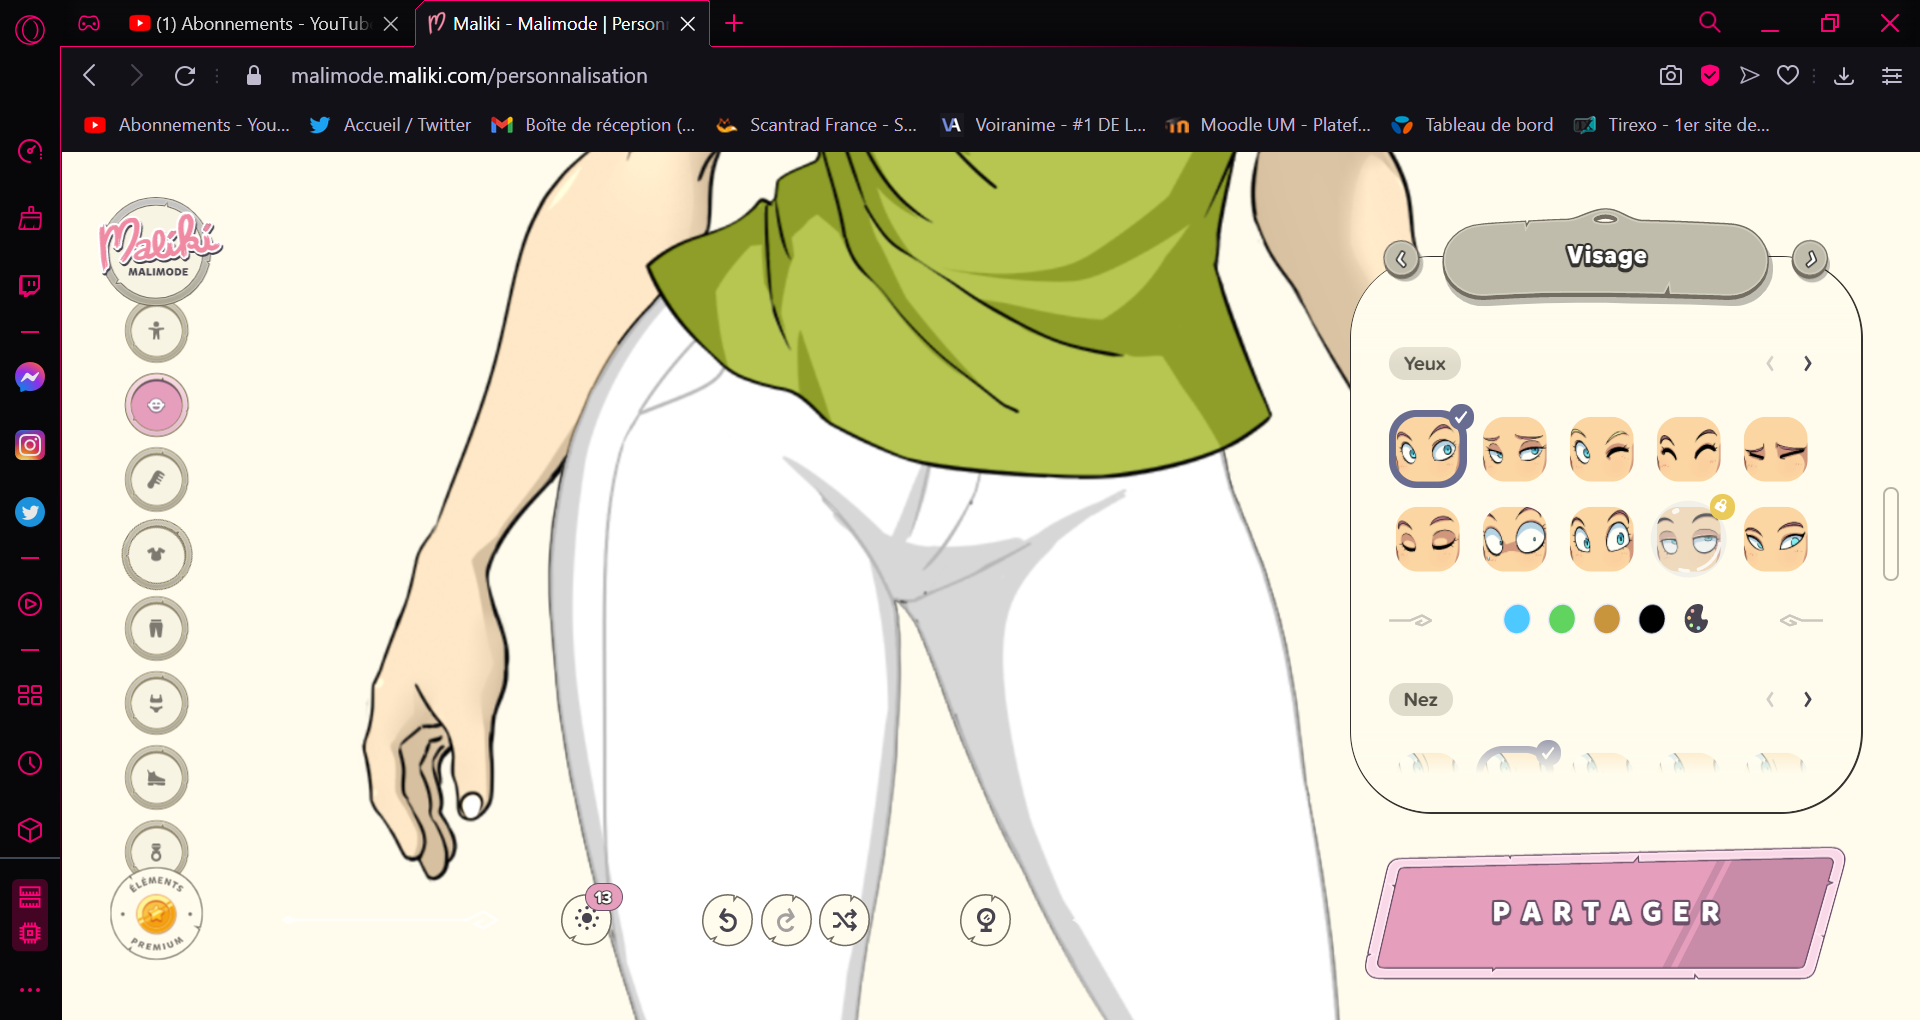 (1) Abonnements - YouTub
Maliki - Malimode | Person
malimode.maliki.com/personnalisation
Abonnements - You...
Accueil / Twitter
Boîte de réception (...
Scantrad France - S...
VA
Voiranime - #1 DE L...
Moodle UM - Platef...
Tableau de bord
Tirexo - 1er site de...
Maliki
MALIMODE
Visage
Yeux
Nez
ÉLÉMENTS
PREMIUM
13
PARTAGER